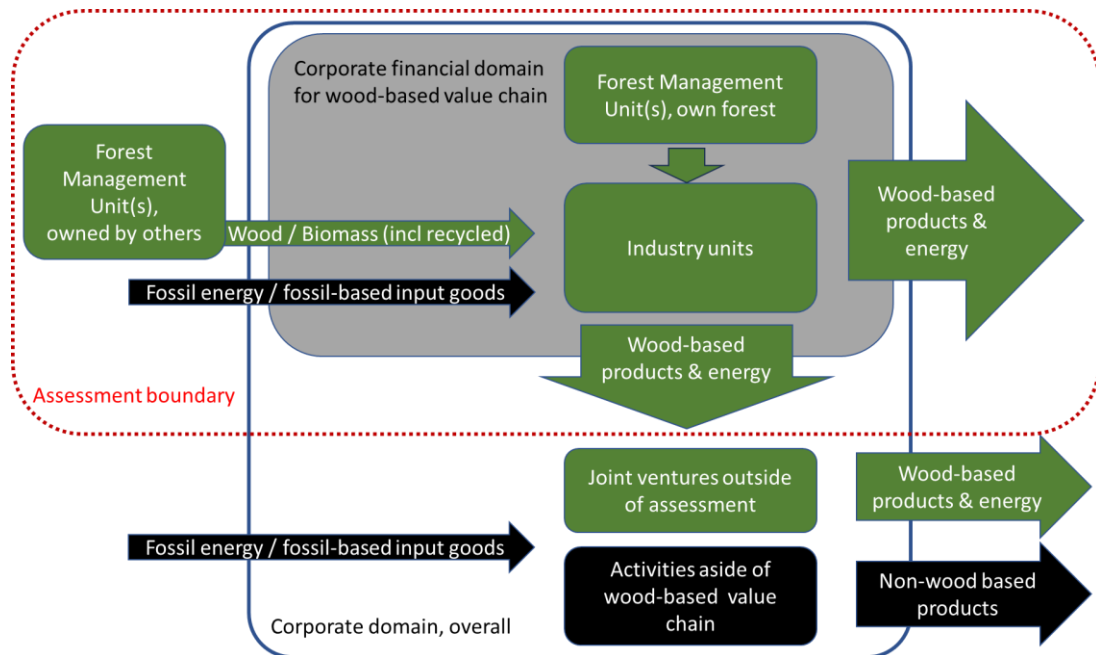 Corporate financial domain
for wood-based value chain
Forest Management
Unit(s), own forest
Forest
Management
Unit(s),
owned by others
Wood / Biomass (incl recycled)
Industry units
Wood-based
products &
energy
Fossil energy / fossil-based input goods
Wood-based
products & energy
Assessment boundary
Joint ventures outside
of assessment
Wood-based
products & energy
Fossil energy / fossil-based input goods
Activities aside of
wood-based value
chain
Non-wood based
products
Corporate domain, overall